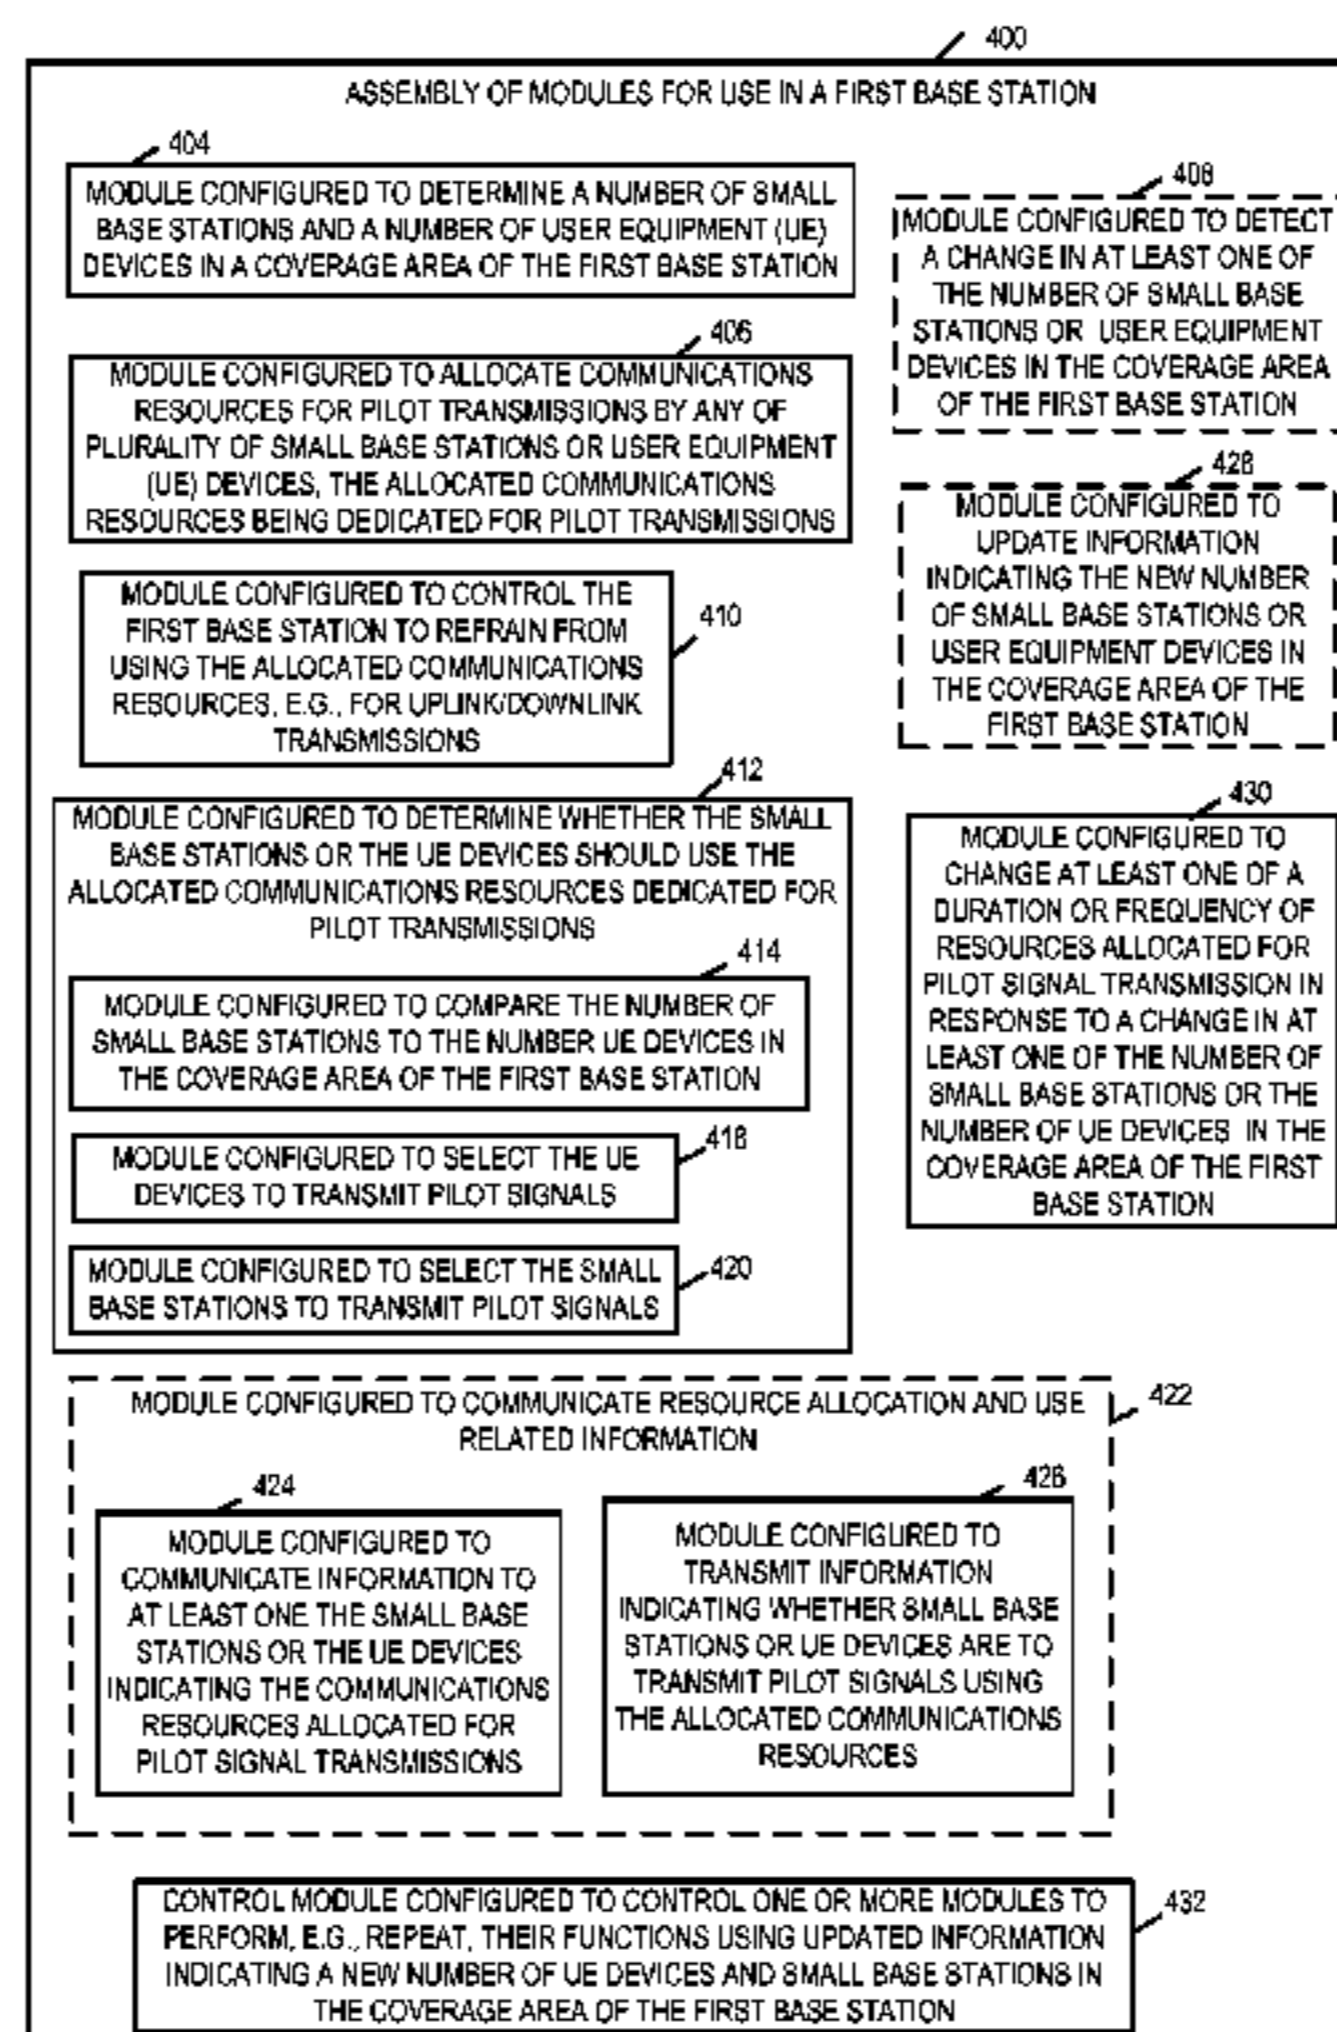 400
ASSEMBLY OF MODULES FOR USE IN A FIRST BASE STATION
404
MODULE CONFIGURED TO DETERMINE A NUMBER OF SMALL
BASE STATIONS AND A NUMBER OF USER EQUIPMENT (UE)
DEVICES IN A COVERAGE AREA OF THE FIRST BASE STATION
406
MODULE CONFIGURED TO ALLOCATE COMMUNICATIONS
RESOURCES FOR PILOT TRANSMISSIONS BY ANY OF
PLURALITY OF SMALL BASE STATIONS OR USER EQUIPMENT
(UE) DEVICES, THE ALLOCATED COMMUNICATIONS
RESOURCES BEING DEDICATED FOR PILOT TRANSMISSIONS
MODULE CONFIGURED TO CONTROL THE
FIRST BASE STATION TO REFRAIN FROM
USING THE ALLOCATED COMMUNICATIONS
RESOURCES, E.G., FOR UPLINK/DOWNLINK
TRANSMISSIONS
410
412
MODULE CONFIGURED TO DETERMINE WHETHER THE SMALL
BASE STATIONS OR THE UE DEVICES SHOULD USE THE
ALLOCATED COMMUNICATIONS RESOURCES DEDICATED FOR
PILOT TRANSMISSIONS
414
MODULE CONFIGURED TO COMPARE THE NUMBER OF
SMALL BASE STATIONS TO THE NUMBER UE DEVICES IN
THE COVERAGE AREA OF THE FIRST BASE STATION
MODULE CONFIGURED TO SELECT THE UE
DEVICES TO TRANSMIT PILOT SIGNALS
418
MODULE CONFIGURED TO SELECT THE SMALL
BASE STATIONS TO TRANSMIT PILOT SIGNALS
420
408
MODULE CONFIGURED TO DETECT
A CHANGE IN AT LEAST ONE OF
THE NUMBER OF SMALL BASE
STATIONS OR USER EQUIPMENT
DEVICES IN THE COVERAGE AREA
OF THE FIRST BASE STATION
428
MODULE CONFIGURED TO
UPDATE INFORMATION
INDICATING THE NEW NUMBER
OF SMALL BASE STATIONS OR
USER EQUIPMENT DEVICES IN
THE COVERAGE AREA OF THE
FIRST BASE STATION
430
MODULE CONFIGURED TO
CHANGE AT LEAST ONE OF A
DURATION OR FREQUENCY OF
RESOURCES ALLOCATED FOR
PILOT SIGNAL TRANSMISSION IN
RESPONSE TO A CHANGE IN AT
LEAST ONE OF THE NUMBER OF
SMALL BASE STATIONS OR THE
NUMBER OF UE DEVICES IN THE
COVERAGE AREA OF THE FIRST
BASE STATION
MODULE CONFIGURED TO COMMUNICATE RESOURCE ALLOCATION AND USE
RELATED INFORMATION
422
424
MODULE CONFIGURED TO
COMMUNICATE INFORMATION TO
AT LEAST ONE THE SMALL BASE
STATIONS OR THE UE DEVICES
INDICATING THE COMMUNICATIONS
RESOURCES ALLOCATED FOR
PILOT SIGNAL TRANSMISSIONS
426
MODULE CONFIGURED TO
TRANSMIT INFORMATION
INDICATING WHETHER SMALL BASE
STATIONS OR UE DEVICES ARE TO
TRANSMIT PILOT SIGNALS USING
THE ALLOCATED COMMUNICATIONS
RESOURCES
CONTROL MODULE CONFIGURED TO CONTROL ONE OR MORE MODULES TO
PERFORM, E.G., REPEAT, THEIR FUNCTIONS USING UPDATED INFORMATION
INDICATING A NEW NUMBER OF UE DEVICES AND SMALL BASE STATIONS IN
THE COVERAGE AREA OF THE FIRST BASE STATION
432